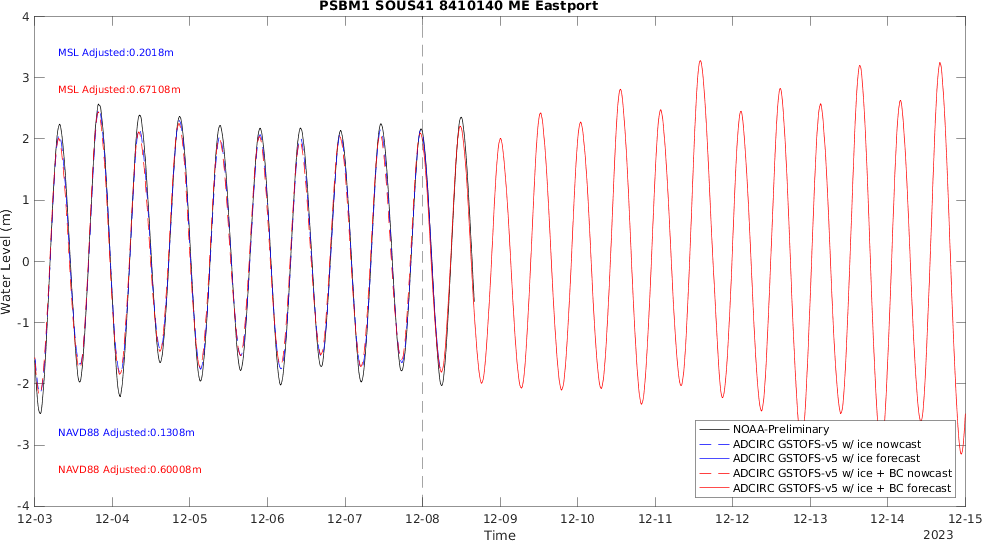 PSBM1 SOUS41 8410140 ME Eastport
MSL Adjusted:0.2018m
MSL Adjusted:0.67108m
NAVD88 Adjusted:0.1308m
NAVD88 Adjusted:0.60008m
Water Level (m)
4
3
2
1
0
-1
-2
-3
-4
NOAA-Preliminary
ADCIRC GSTOFS-v5 w/ ice nowcast
ADCIRC GSTOFS-v5 w/ ice forecast
ADCIRC GSTOFS-v5 w/ ice + BC nowcast
ADCIRC GSTOFS-v5 w/ ice + BC forecast
12-03 12-04 12-05 12-06 12-07 12-08 12-09 12-10 12-11 12-12 12-13 12-14 12-15
Time
2023